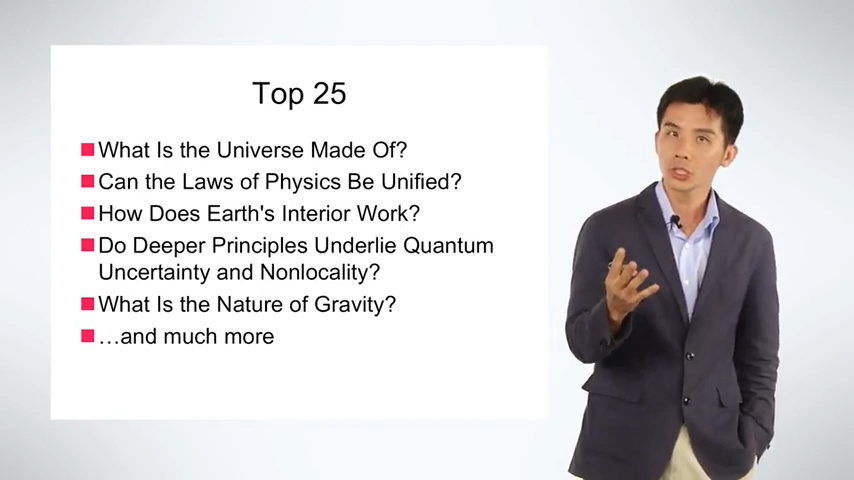 Top 25
What Is the Universe Made Of?
Can the Laws of Physics Be Unified?
How Does Earth's Interior Work?
Do Deeper Principles Underlie Quantum
Uncertainty and Nonlocality?
What Is the Nature of Gravity?
…and much more